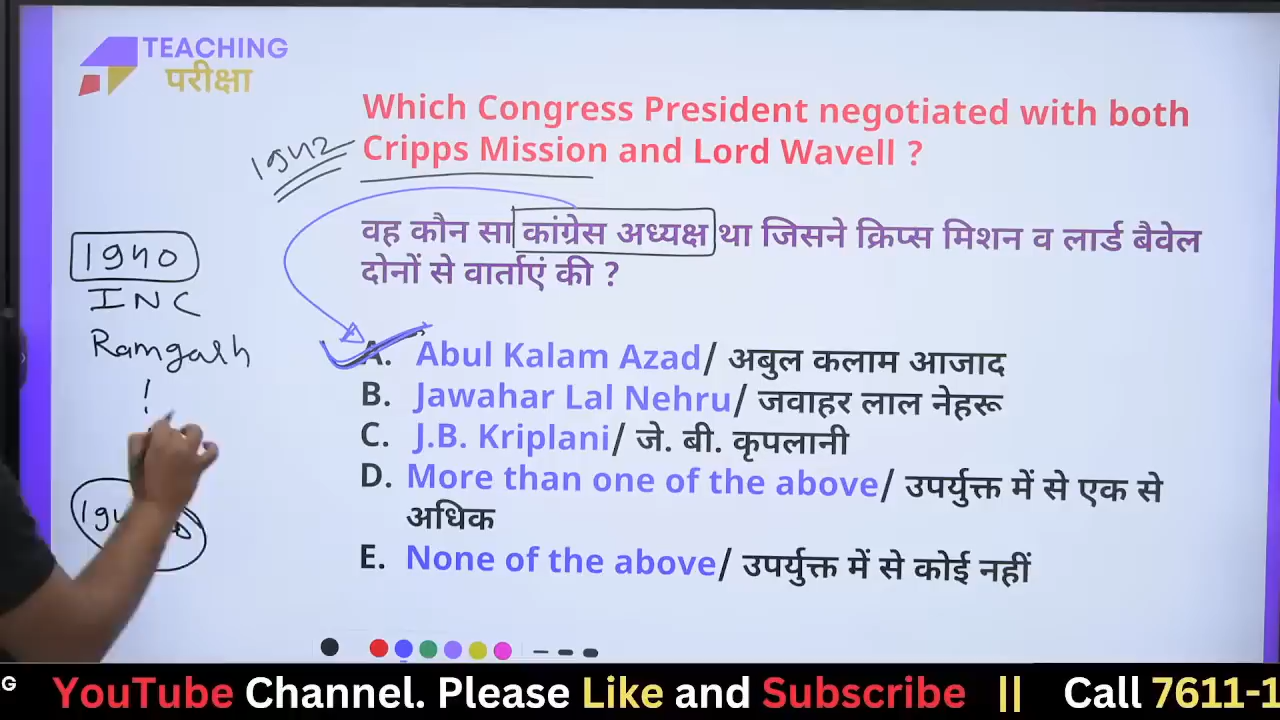 TEACHING
परीक्षा
Which Congress President negotiated with both
Cripps Mission and Lord Wavell ?
1942
वह कौन सा कांग्रेस अध्यक्ष था जिसने क्रिप्स मिशन व लार्ड बैवेल
दोनों से वार्ताएं की ?
1940
INC
Ramgarh
A. Abul Kalam Azad/ अबुल कलाम आजाद
B. Jawahar Lal Nehru/ जवाहर लाल नेहरू
C. J.B. Kriplani/ जे. बी. कृपलानी
D. More than one of the above/ उपर्युक्त में से एक से
अधिक
E. None of the above/ उपर्युक्त में से कोई नहीं
G YouTube Channel. Please Like and Subscribe || Call 7611-1